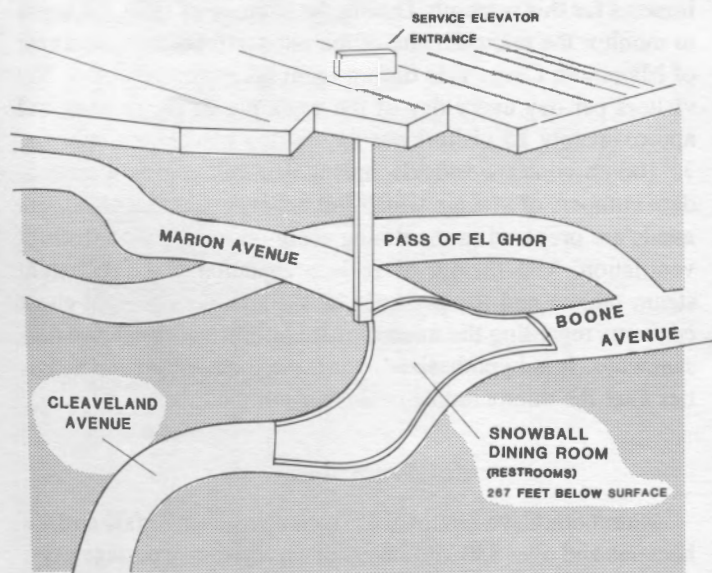 SERVICE ELEVATOR
ENTRANCE
MARION AVENUE
PASS OF EL GHOR
BOONE
AVENUE
CLEAVELAND
AVENUE
SNOWBALL
DINING ROOM
(RESTROOMS)
267 FEET BELOW SURFACE